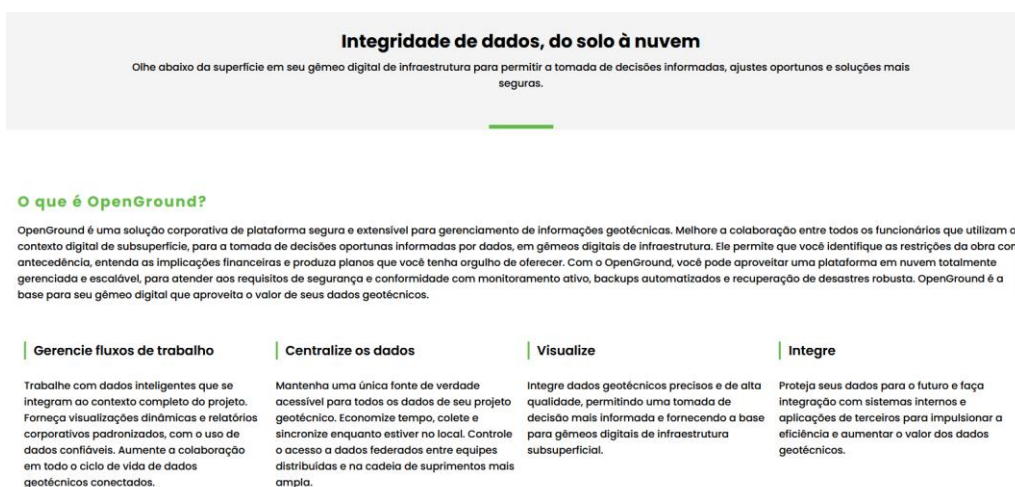 Integridade de dados, do solo à nuvem
Olhe abaixo da superfície em seu gêmeo digital de infraestrutura para permitir a tomada de decisões informadas, ajustes oportunos e soluções mais
seguras.
O que é OpenGround?
OpenGround é uma solução corporativa de plataforma segura e extensível para gerenciamento de informações geotécnicas. Melhore a colaboração entre todos os funcionários que utilizam
contexto digital de subsuperfície, para a tomada de decisões oportunas informadas por dados, em gêmeos digitais de infraestrutura. Ele permite que você identifique as restrições da obra
antecedência, entenda as implicações financeiras e produza planos que você tenha orgulho de oferecer. Com o OpenGround, você pode aproveitar uma plataforma em nuvem totalmente
gerenciada e escalável, para atender aos requisitos de segurança e conformidade com monitoramento ativo, backups automatizados e recuperação de desastres robusta. OpenGround é a
base para seu gêmeo digital que aproveita o valor de seus dados geotécnicos.
Gerencie fluxos de trabalho
Trabalhe com dados inteligentes que se
integram ao contexto completo do projeto.
Forneça visualizações dinâmicas e relatórios
corporativos padronizados, com o uso de
dados confiáveis. Aumente a colaboração
em todo o ciclo de vida de dados
geotécnicos conectados.
Centralize os dados
Mantenha uma única fonte de verdade
acessível para todos os dados de seu projeto
geotécnico. Economize tempo, colete e
sincronize enquanto estiver no local. Controle
o acesso a dados federados entre equipes
distribuídas e na cadeia de suprimentos mais
ampla.
Visualize
Integre dados geotécnicos precisos e de alta
qualidade, permitindo uma tomada de
decisão mais informada e fornecendo a base
para gêmeos digitais de infraestrutura
subsuperficial.
Integre
Proteja seus dados para o futuro e faça
integração com sistemas internos e
aplicações de terceiros para impulsionar a
eficiência e aumentar o valor dos dados
geotécnicos.